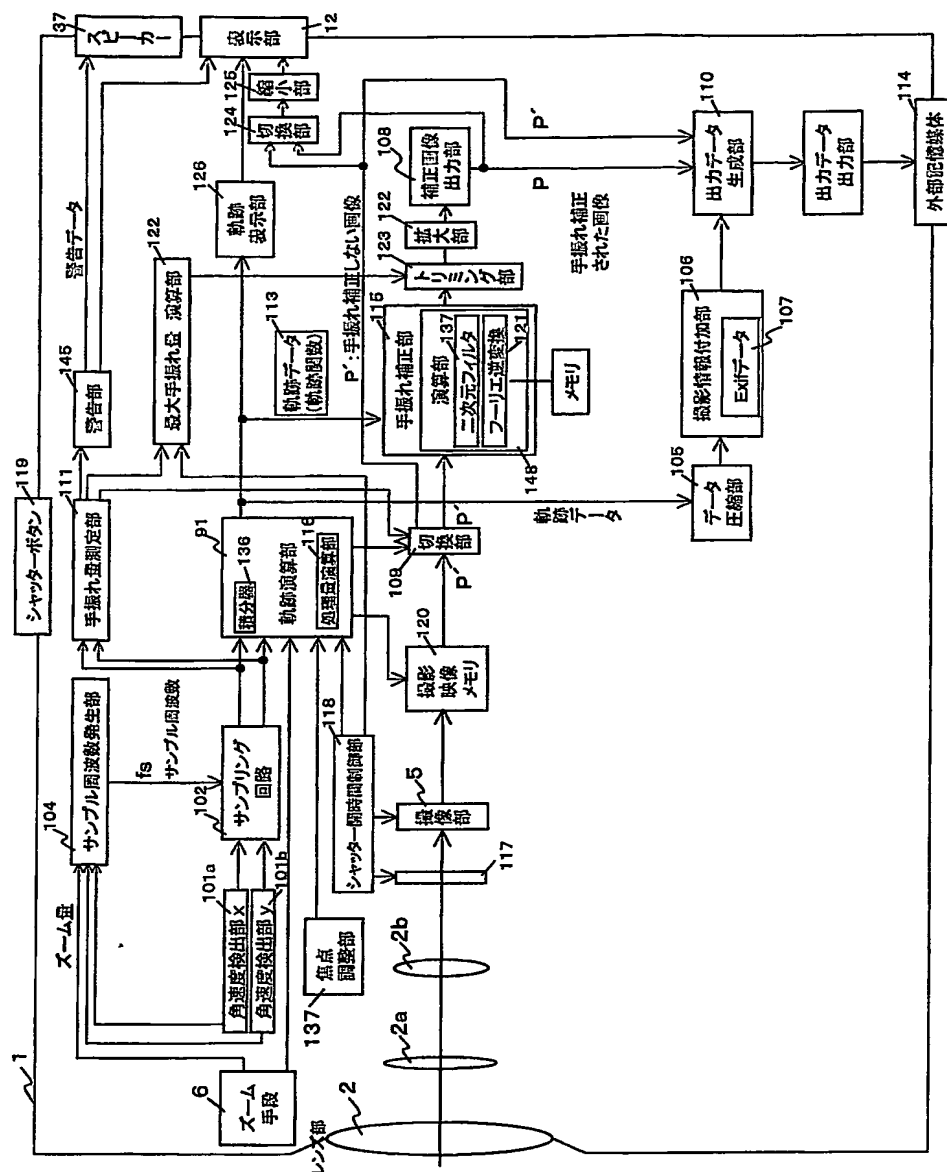 1
シャッターボタン
119
スピーカー
37
警告データ
表示部
12
ズーム量
104
サンプル周波数発生部
fs
サンプル周波数
手振れ量測定部
111
警告部
145
最大手振れ量 演算部
122
6
ズーム
手段
101a
角速度検出部x
角速度検出部y
101b
102
サンプリング
回路
91
積分器
136
軌跡演算部
処理量演算部
116
126
軌跡
表示部
124
切換部
125
縮小部
113
軌跡データ
(軌跡関数)
P´:手振れ補正しない画像
焦点
調整部
137
シャッター開時間制御部
118
115
手振れ補正部
演算部
137
二次元フィルタ
フーリエ逆変換
121
148
メモリ
123
トリミング部
122
拡大部
108
補正画像
出力部
レンズ部
2
2a
2b
117
5
撮像部
120
撮影
映像
メモリ
P´
109
切換部
P´
P
P´
手振れ補正
された画像
軌跡データ
105
データ
圧縮部
106
撮影情報付加部
Exifデータ
107
110
出力データ
生成部
出力データ
出力部
外部記憶媒体
114